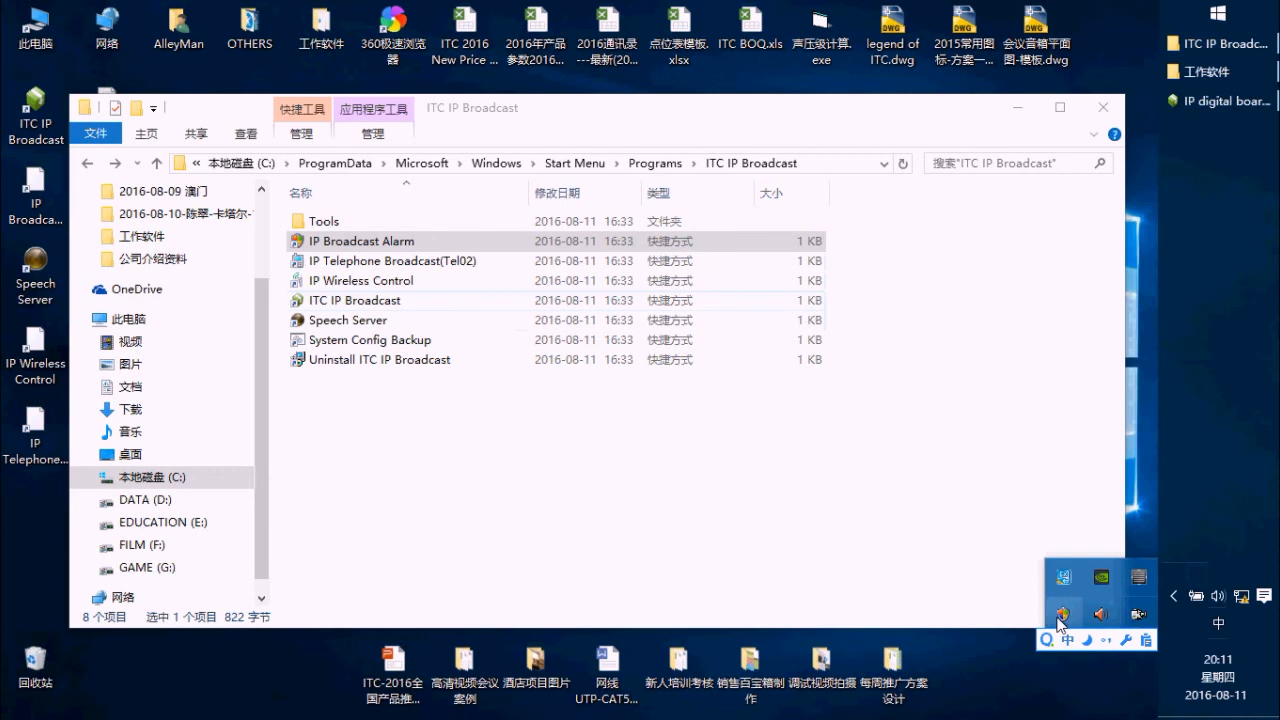 此电脑
网络
AlleyMan
OTHERS
工作软件
360极速浏览
器
ITC 2016
New Price ...
2016年产品
参数2016...
2016通讯录
---最新(20...
点位表模板.
xlsx
ITC BOQ.xls
声压级计算.
exe
legend of
ITC.dwg
2015常用图
标-方案一...
会议音箱平面
图-模板.dwg
ITC IP Broadc...
工作软件
IP digital boar...
ITC IP
Broadcast
IP
Broadca...
Speech
Server
IP Wireless
Control
IP
Telephone...
快捷工具
应用程序工具
ITC IP Broadcast
文件
主页
共享
查看
管理
管理
« 本地磁盘 (C:) › ProgramData › Microsoft › Windows › Start Menu › Programs › ITC IP Broadcast
搜索"ITC IP Broadcast"
2016-08-09 澳门
2016-08-10-陈翠-卡塔尔-
工作软件
公司介绍资料
OneDrive
此电脑
视频
图片
文档
下载
音乐
桌面
本地磁盘 (C:)
DATA (D:)
EDUCATION (E:)
FILM (F:)
GAME (G:)
网络
名称 修改日期 类型 大小
Tools 2016-08-11 16:33 文件夹
IP Broadcast Alarm 2016-08-11 16:33 快捷方式 1 KB
IP Telephone Broadcast(Tel02) 2016-08-11 16:33 快捷方式 1 KB
IP Wireless Control 2016-08-11 16:33 快捷方式 1 KB
ITC IP Broadcast 2016-08-11 16:33 快捷方式 1 KB
Speech Server 2016-08-11 16:33 快捷方式 1 KB
System Config Backup 2016-08-11 16:33 快捷方式 1 KB
Uninstall ITC IP Broadcast 2016-08-11 16:33 快捷方式 1 KB
8 个项目 选中 1 个项目 822 字节
中
中
20:11
星期四
2016-08-11
回收站
ITC-2016全
国产品推...
高清视频会议
案例
酒店项目图片
网线
UTP-CAT5...
新人培训考核
销售百宝箱制
作
调试视频拍摄
每周推广方案
设计